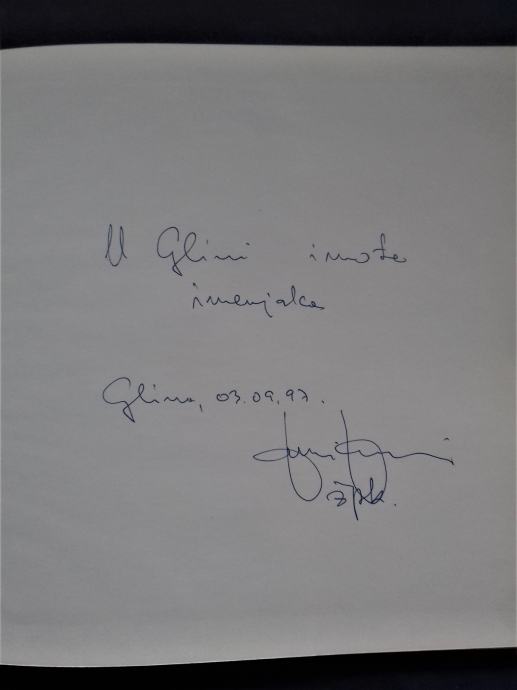 U Glini imate
imenjaka
Glina, 03.09.97.